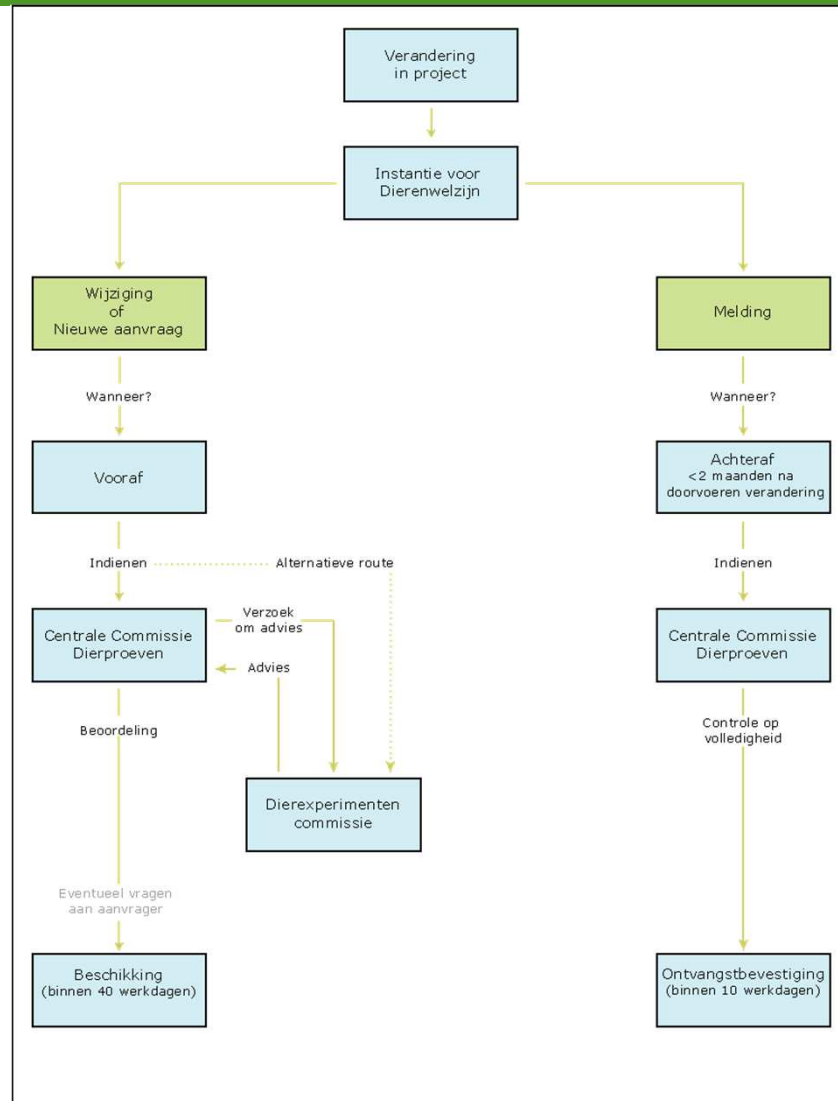 Verandering
in project
Instantie voor
Dierenwelzijn
Wijziging
of
Nieuwe aanvraag
Wanneer?
Vooraf
Indienen
Alternatieve route
Centrale Commissie
Dierproeven
Verzoek
om advies
Advies
Beoordeling
Dierexperimenten
commissie
Eventueel vragen
aan aanvrager
Beschikking
(binnen 40 werkdagen)
Melding
Wanneer?
Achteraf
<2 maanden na
doorvoeren verandering
Indienen
Centrale Commissie
Dierproeven
Controle op
volledigheid
Ontvangstbevestiging
(binnen 10 werkdagen)